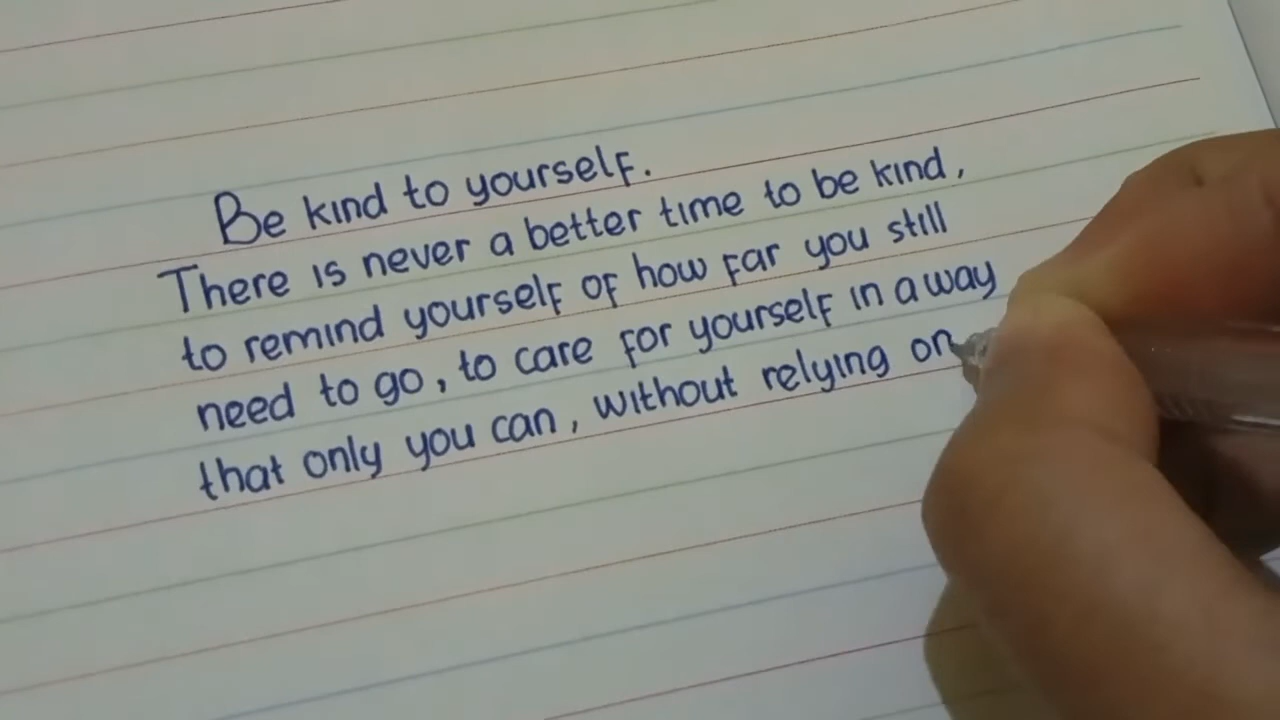 Be kind to yourself.
There is never a better time to be kind,
to remind yourself of how far you still
need to go, to care for yourself in a way
that only you can, without relying on